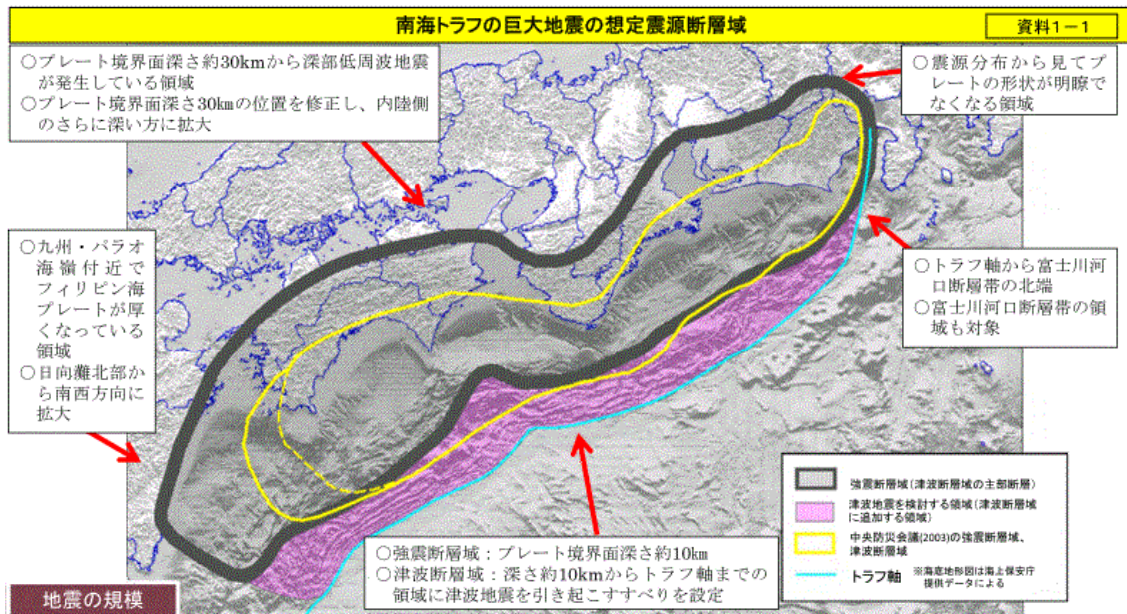 南海トラフの巨大地震の想定震源断層域
資料1-1
○プレート境界面深さ約30kmから深部低周波地震
が発生している領域
○プレート境界面深さ30㎞の位置を修正し、内陸側
のさらに深い方に拡大
○震源分布から見てプ
レートの形状が明瞭で
なくなる領域
○九州・パラオ
海嶺付近で
フィリピン海
プレートが厚
くなっている
領域
○日向灘北部か
ら南西方向に
拡大
○トラフ軸から富士川河
口断層帯の北端
○富士川河口断層帯の領
域も対象
○強震断層域：プレート境界面深さ約10㎞
○津波断層域：深さ約10kmからトラフ軸までの
領域に津波地震を引き起こすすべりを設定
強震断層域(津波断層域の主部断層)
津波地震を検討する領域(津波断層域
に追加する領域)
中央防災会議(2003)の強震断層域、
津波断層域
トラフ軸
※海底地形図は海上保安庁
提供データによる
地震の規模